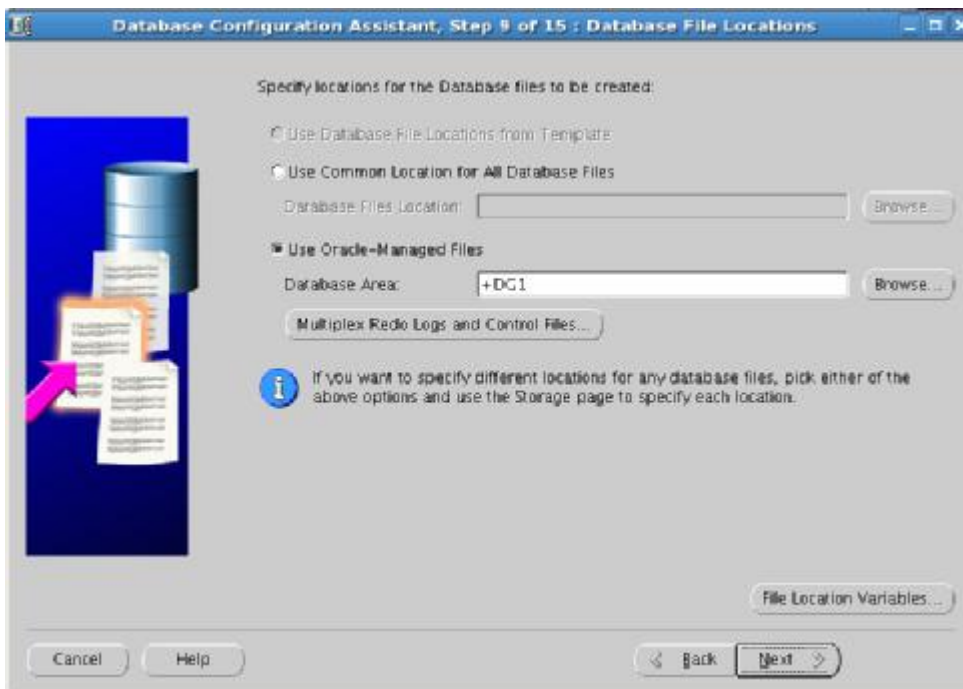 Database Configuration Assistant, Step 9 of 15 : Database File Locations
Specify locations for the Database files to be created:
Use Database File Locations from Template
Use Common Location for All Database Files
Database Files Location:
Browse...
Use Oracle-Managed Files
Database Area:
+DG1
Browse...
Multiplex Redo Logs and Control Files...
If you want to specify different locations for any database files, pick either of the
above options and use the Storage page to specify each location.
File Location Variables...
Cancel
Help
Back
Next